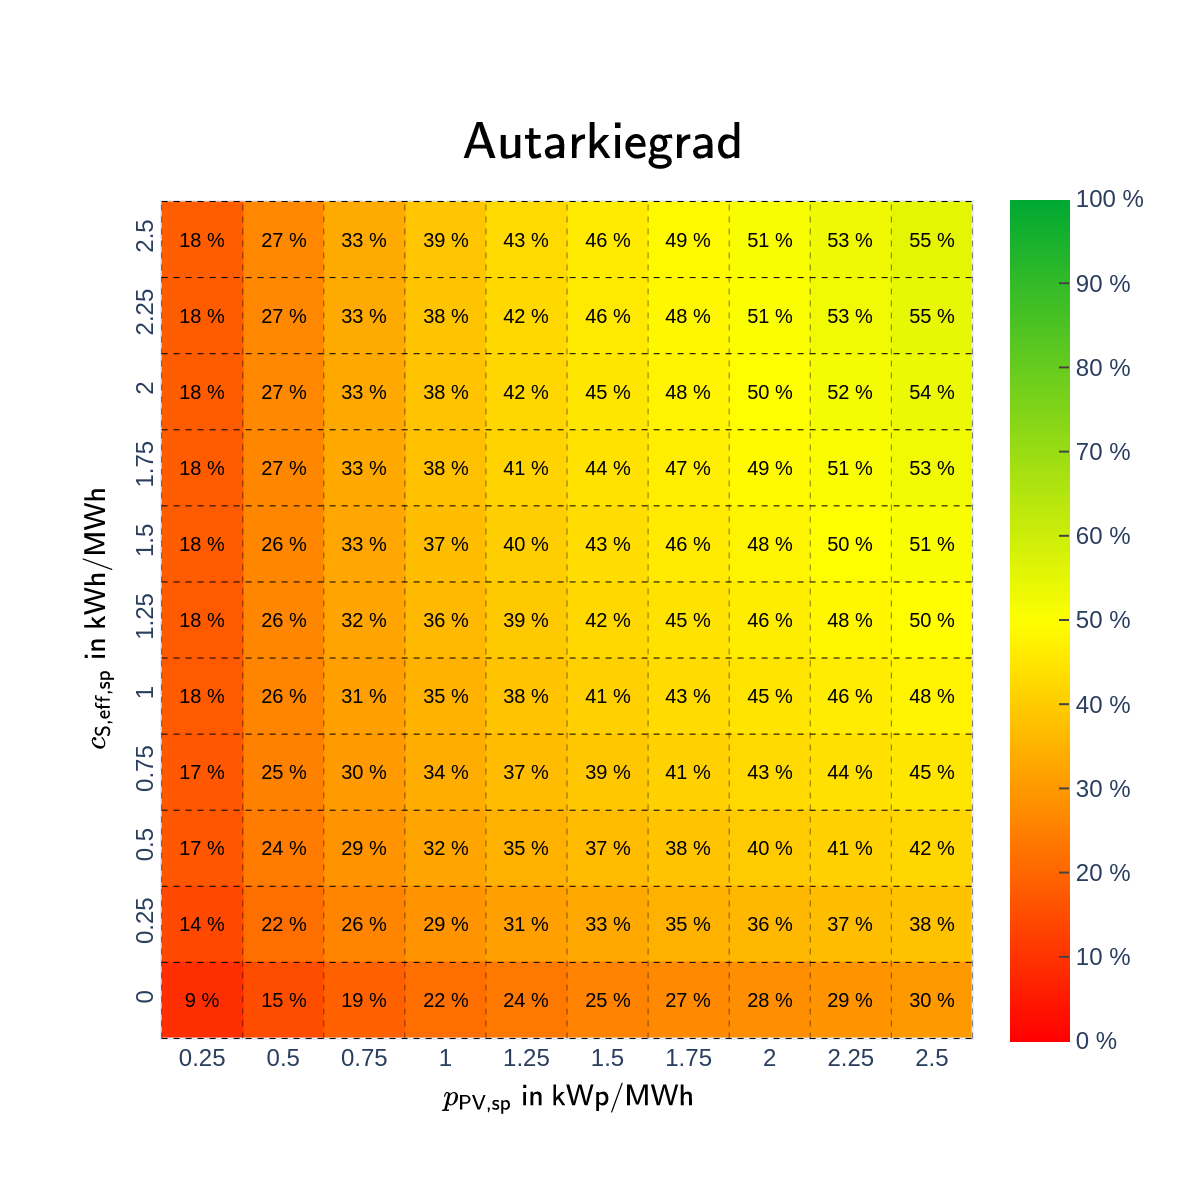 Autarkiegrad
2.5 18 % 27 % 33 % 39 % 43 % 46 % 49 % 51 % 53 % 55 %
2.25 18 % 27 % 33 % 38 % 42 % 46 % 48 % 51 % 53 % 55 %
2 18 % 27 % 33 % 38 % 42 % 45 % 48 % 50 % 52 % 54 %
1.75 18 % 27 % 33 % 38 % 41 % 44 % 47 % 49 % 51 % 53 %
1.5 18 % 26 % 33 % 37 % 40 % 43 % 46 % 48 % 50 % 51 %
1.25 18 % 26 % 32 % 36 % 39 % 42 % 45 % 46 % 48 % 50 %
1 18 % 26 % 31 % 35 % 38 % 41 % 43 % 45 % 46 % 48 %
0.75 17 % 25 % 30 % 34 % 37 % 39 % 41 % 43 % 44 % 45 %
0.5 17 % 24 % 29 % 32 % 35 % 37 % 38 % 40 % 41 % 42 %
0.25 14 % 22 % 26 % 29 % 31 % 33 % 35 % 36 % 37 % 38 %
0 9 % 15 % 19 % 22 % 24 % 25 % 27 % 28 % 29 % 30 %
0.25 0.5 0.75 1 1.25 1.5 1.75 2 2.25 2.5
p_PV,sp in kWp/MWh
c_S,eff,sp in kWh/MWh
100 %
90 %
80 %
70 %
60 %
50 %
40 %
30 %
20 %
10 %
0 %